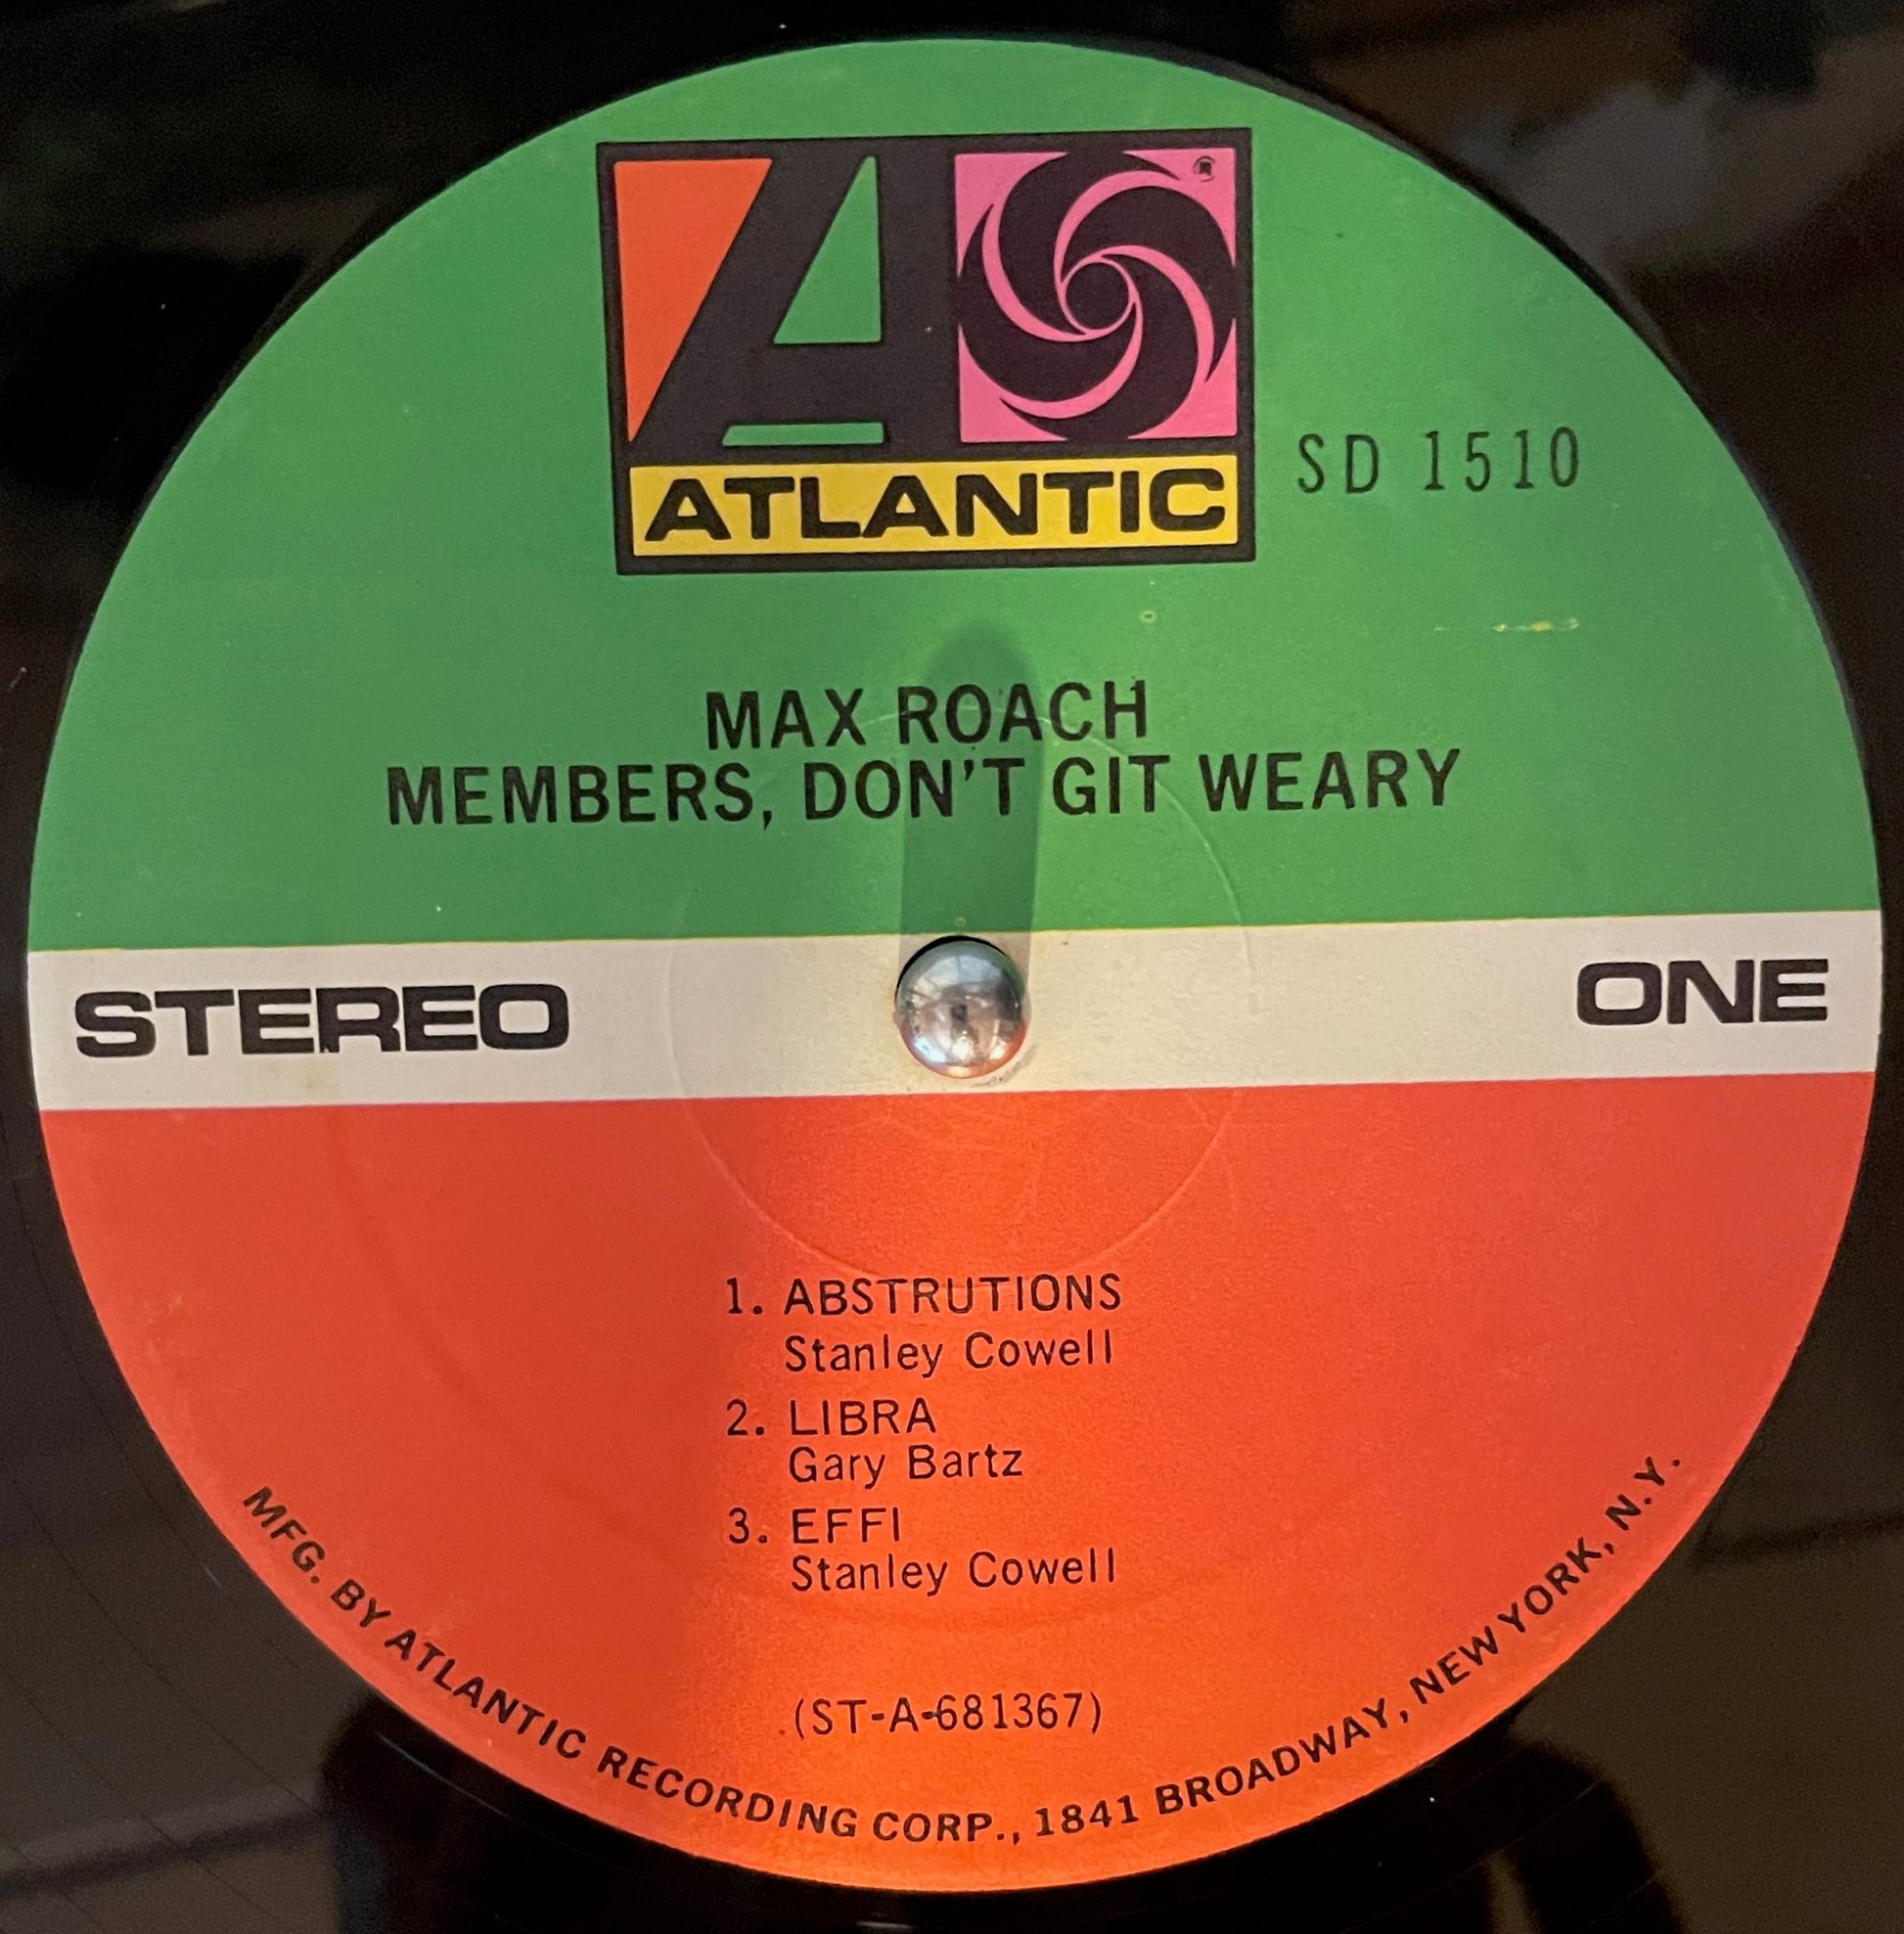 ATLANTIC
SD 1510
MAX ROACH
MEMBERS, DON'T GIT WEARY
STEREO
ONE
1. ABSTRUTIONS
Stanley Cowell
2. LIBRA
Gary Bartz
3. EFFI
Stanley Cowell
(ST-A-681367)
MFG. BY ATLANTIC RECORDING CORP., 1841 BROADWAY, NEW YORK, N.Y.